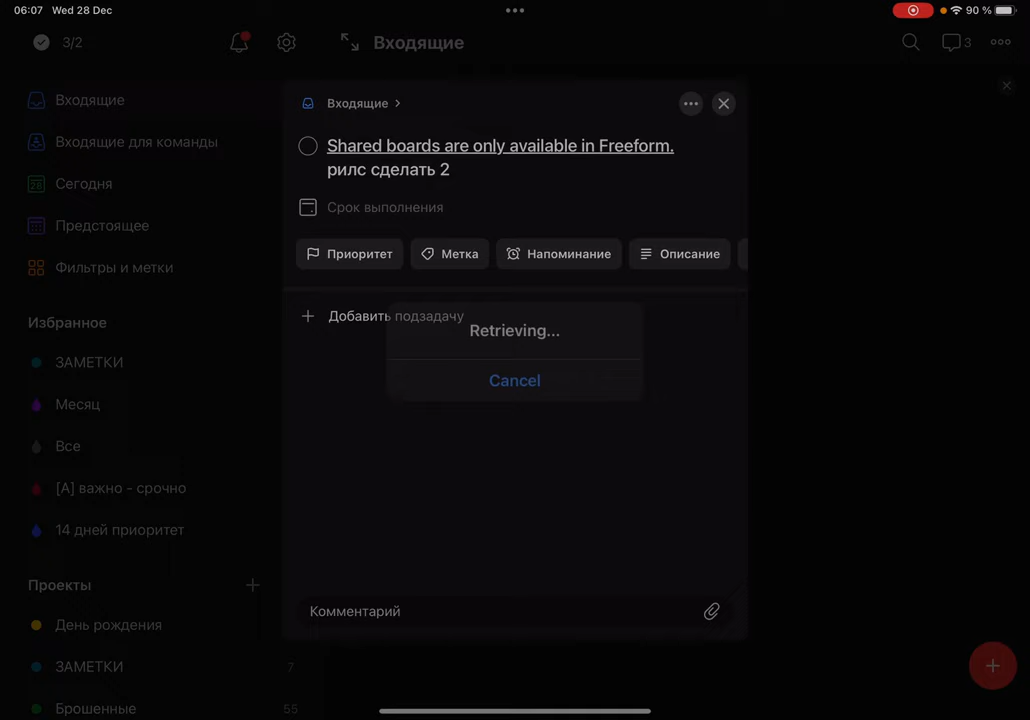 06:07 Wed 28 Dec
90 %
3/2
Входящие
3
Входящие
Входящие для команды
28
Сегодня
Предстоящее
Фильтры и метки
Избранное
ЗАМЕТКИ
Месяц
Все
[А] важно - срочно
14 дней приоритет
Проекты
День рождения
ЗАМЕТКИ 7
Брошенные 55
Входящие
Shared boards are only available in Freeform.
рилс сделать 2
Срок выполнения
Приоритет Метка Напоминание Описание
Добавить подзадачу
Retrieving...
Cancel
Комментарий